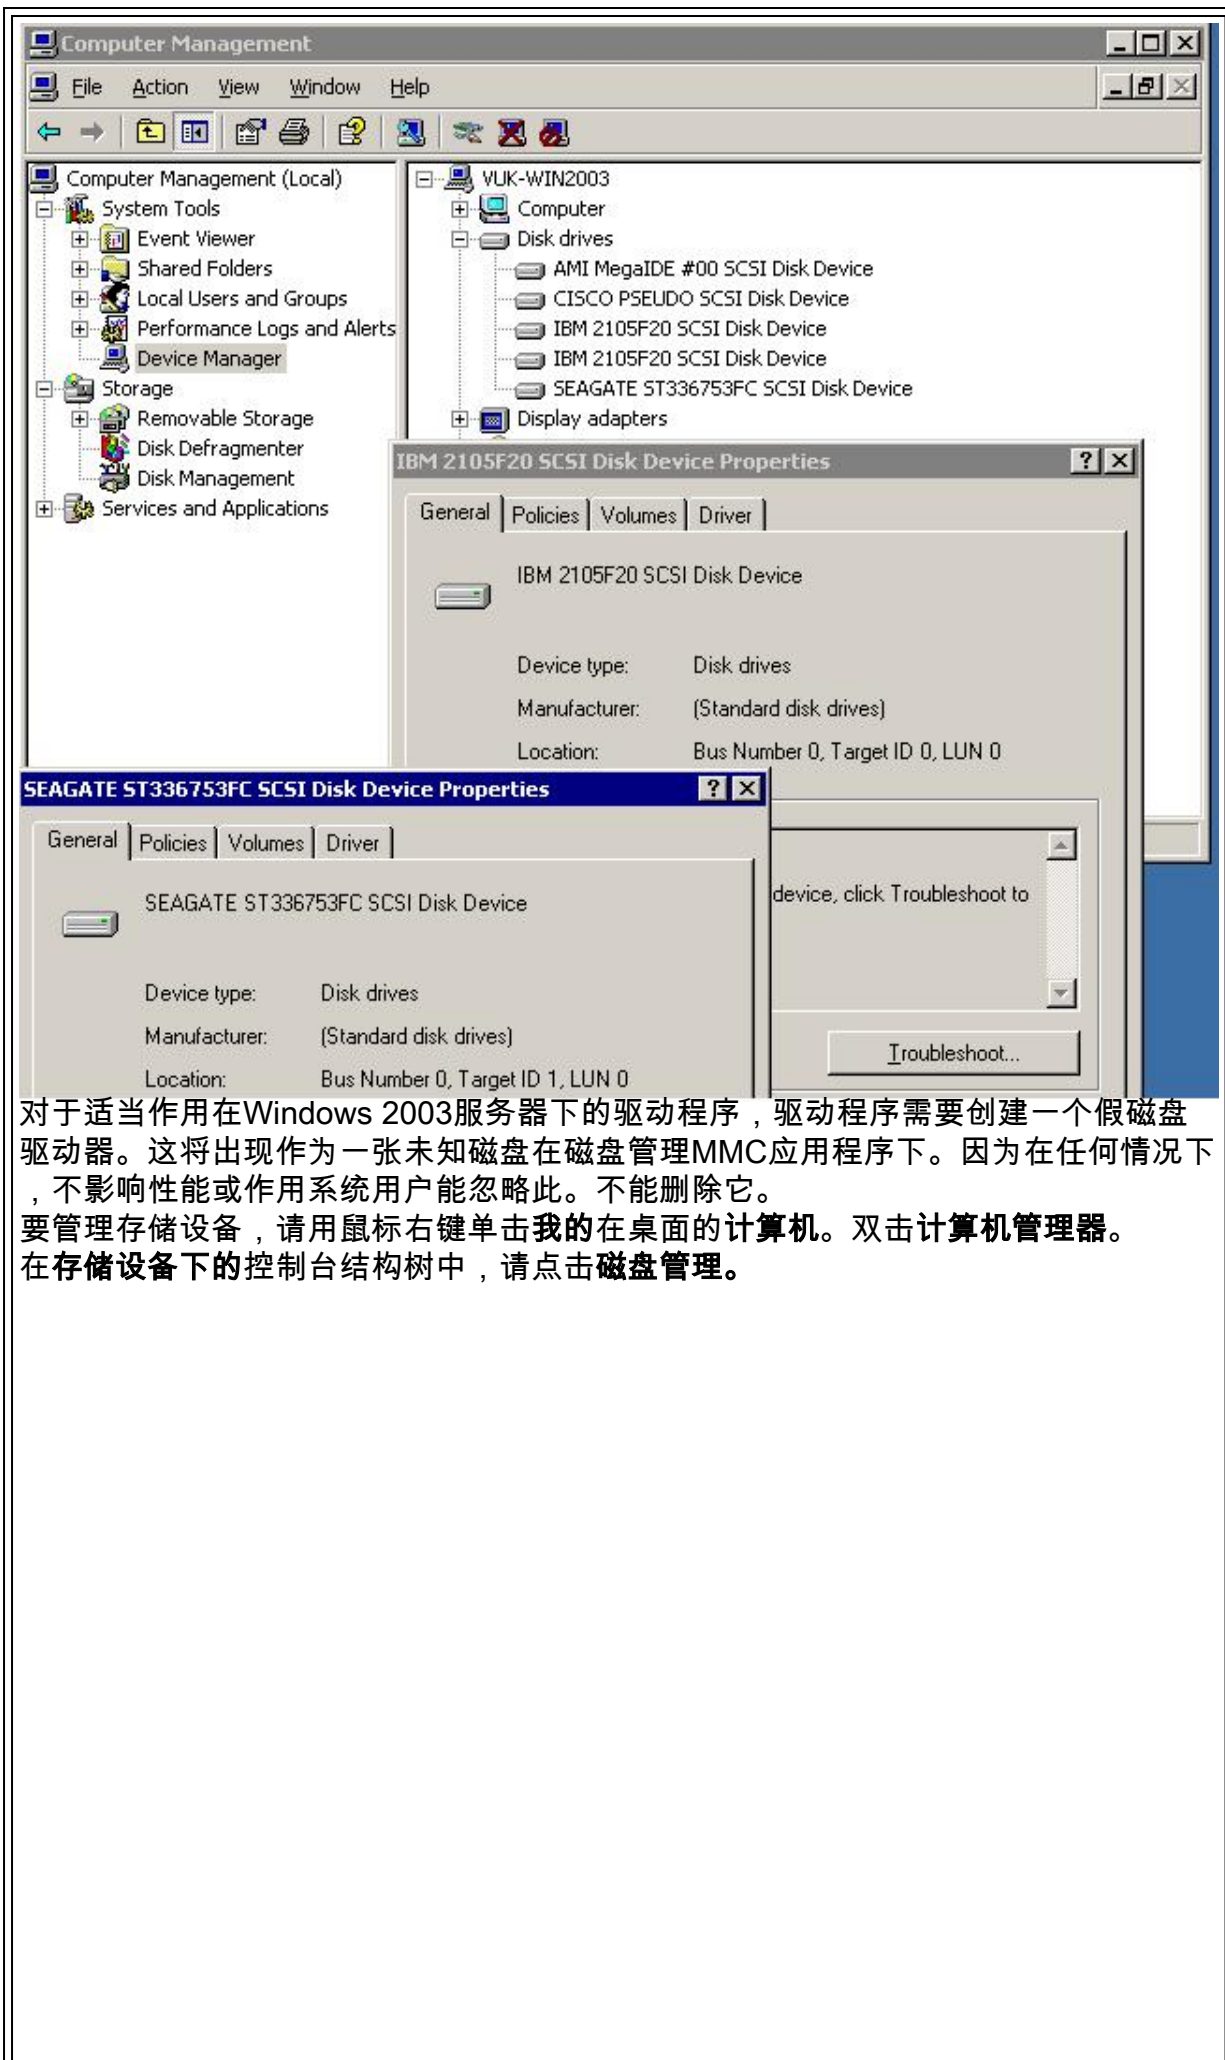 Computer Management
File Action View Window Help
Computer Management (Local)
System Tools
Event Viewer
Shared Folders
Local Users and Groups
Performance Logs and Alerts
Device Manager
Storage
Removable Storage
Disk Defragmenter
Disk Management
Services and Applications
VUK-WIN2003
Computer
Disk drives
AMI MegaIDE #00 SCSI Disk Device
CISCO PSEUDO SCSI Disk Device
IBM 2105F20 SCSI Disk Device
IBM 2105F20 SCSI Disk Device
SEAGATE ST336753FC SCSI Disk Device
Display adapters
IBM 2105F20 SCSI Disk Device Properties
General Policies Volumes Driver
IBM 2105F20 SCSI Disk Device
Device type: Disk drives
Manufacturer: (Standard disk drives)
Location: Bus Number 0, Target ID 0, LUN 0
device, click Troubleshoot to
Troubleshoot...
SEAGATE ST336753FC SCSI Disk Device Properties
General Policies Volumes Driver
SEAGATE ST336753FC SCSI Disk Device
Device type: Disk drives
Manufacturer: (Standard disk drives)
Location: Bus Number 0, Target ID 1, LUN 0
对于适当作用在Windows 2003服务器下的驱动程序，驱动程序需要创建一个假磁盘
驱动器。这将出现作为一张未知磁盘在磁盘管理MMC应用程序下。因为在任何情况下
，不影响性能或作用系统用户能忽略此。不能删除它。
要管理存储设备，请用鼠标右键单击我的在桌面的计算机。双击计算机管理器。
在存储设备下的控制台结构树中，请点击磁盘管理。